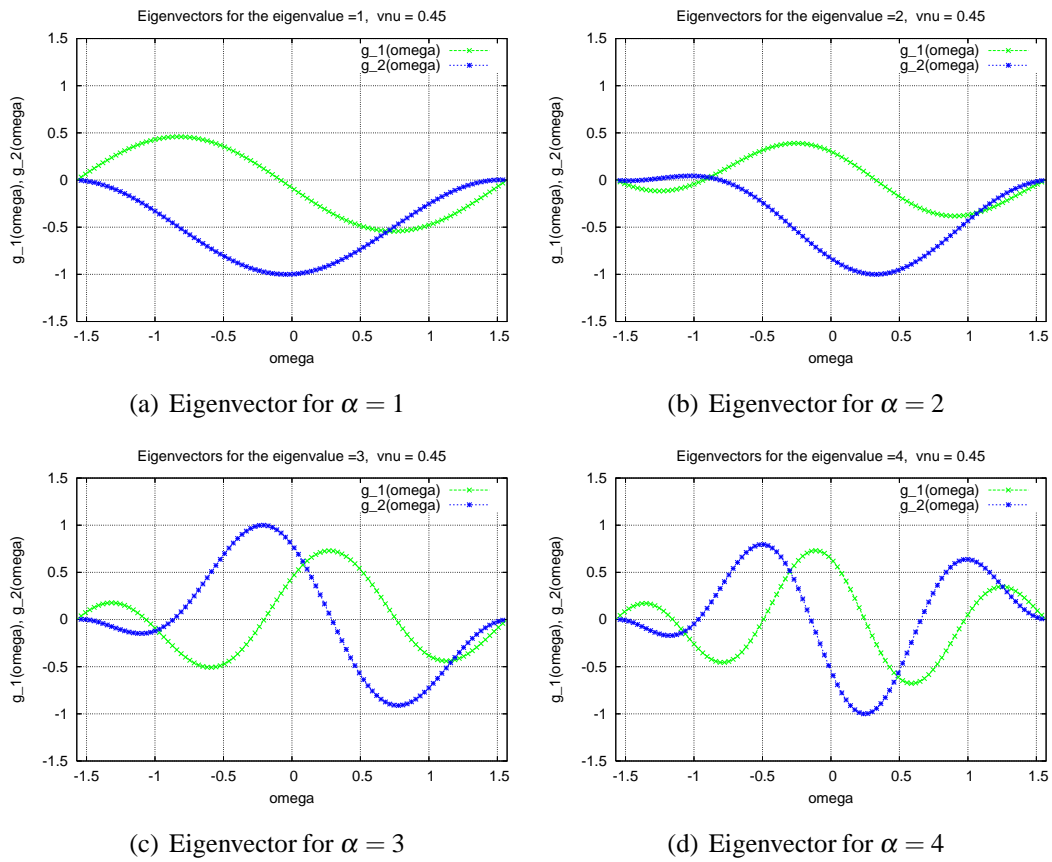 Eigenvectors for the eigenvalue =1, vnu = 0.45
g_1(omega), g_2(omega)
1.5
1
0.5
0
-0.5
-1
-1.5
g_1(omega)
g_2(omega)
-1.5 -1 -0.5 0 0.5 1 1.5
omega
(a) Eigenvector for α = 1
Eigenvectors for the eigenvalue =2, vnu = 0.45
g_1(omega), g_2(omega)
1.5
1
0.5
0
-0.5
-1
-1.5
g_1(omega)
g_2(omega)
-1.5 -1 -0.5 0 0.5 1 1.5
omega
(b) Eigenvector for α = 2
Eigenvectors for the eigenvalue =3, vnu = 0.45
g_1(omega), g_2(omega)
1.5
1
0.5
0
-0.5
-1
-1.5
g_1(omega)
g_2(omega)
-1.5 -1 -0.5 0 0.5 1 1.5
omega
(c) Eigenvector for α = 3
Eigenvectors for the eigenvalue =4, vnu = 0.45
g_1(omega), g_2(omega)
1.5
1
0.5
0
-0.5
-1
-1.5
g_1(omega)
g_2(omega)
-1.5 -1 -0.5 0 0.5 1 1.5
omega
(d) Eigenvector for α = 4